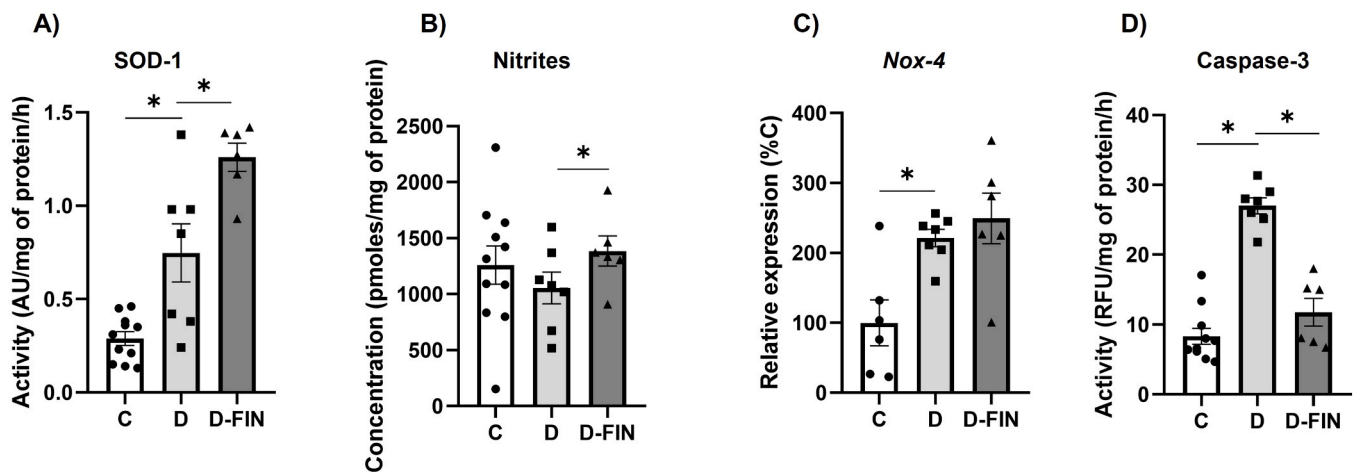 A)
SOD-1
*
*
Activity (AU/mg of protein/h)
1.5
1.0
0.5
0.0
C
D
D-FIN
B)
Nitrites
*
Concentration (pmoles/mg of protein)
2500
2000
1500
1000
500
0
C
D
D-FIN
C)
Nox-4
*
Relative expression (%C)
400
300
200
100
0
C
D
D-FIN
D)
Caspase-3
*
*
Activity (RFU/mg of protein/h)
40
30
20
10
0
C
D
D-FIN